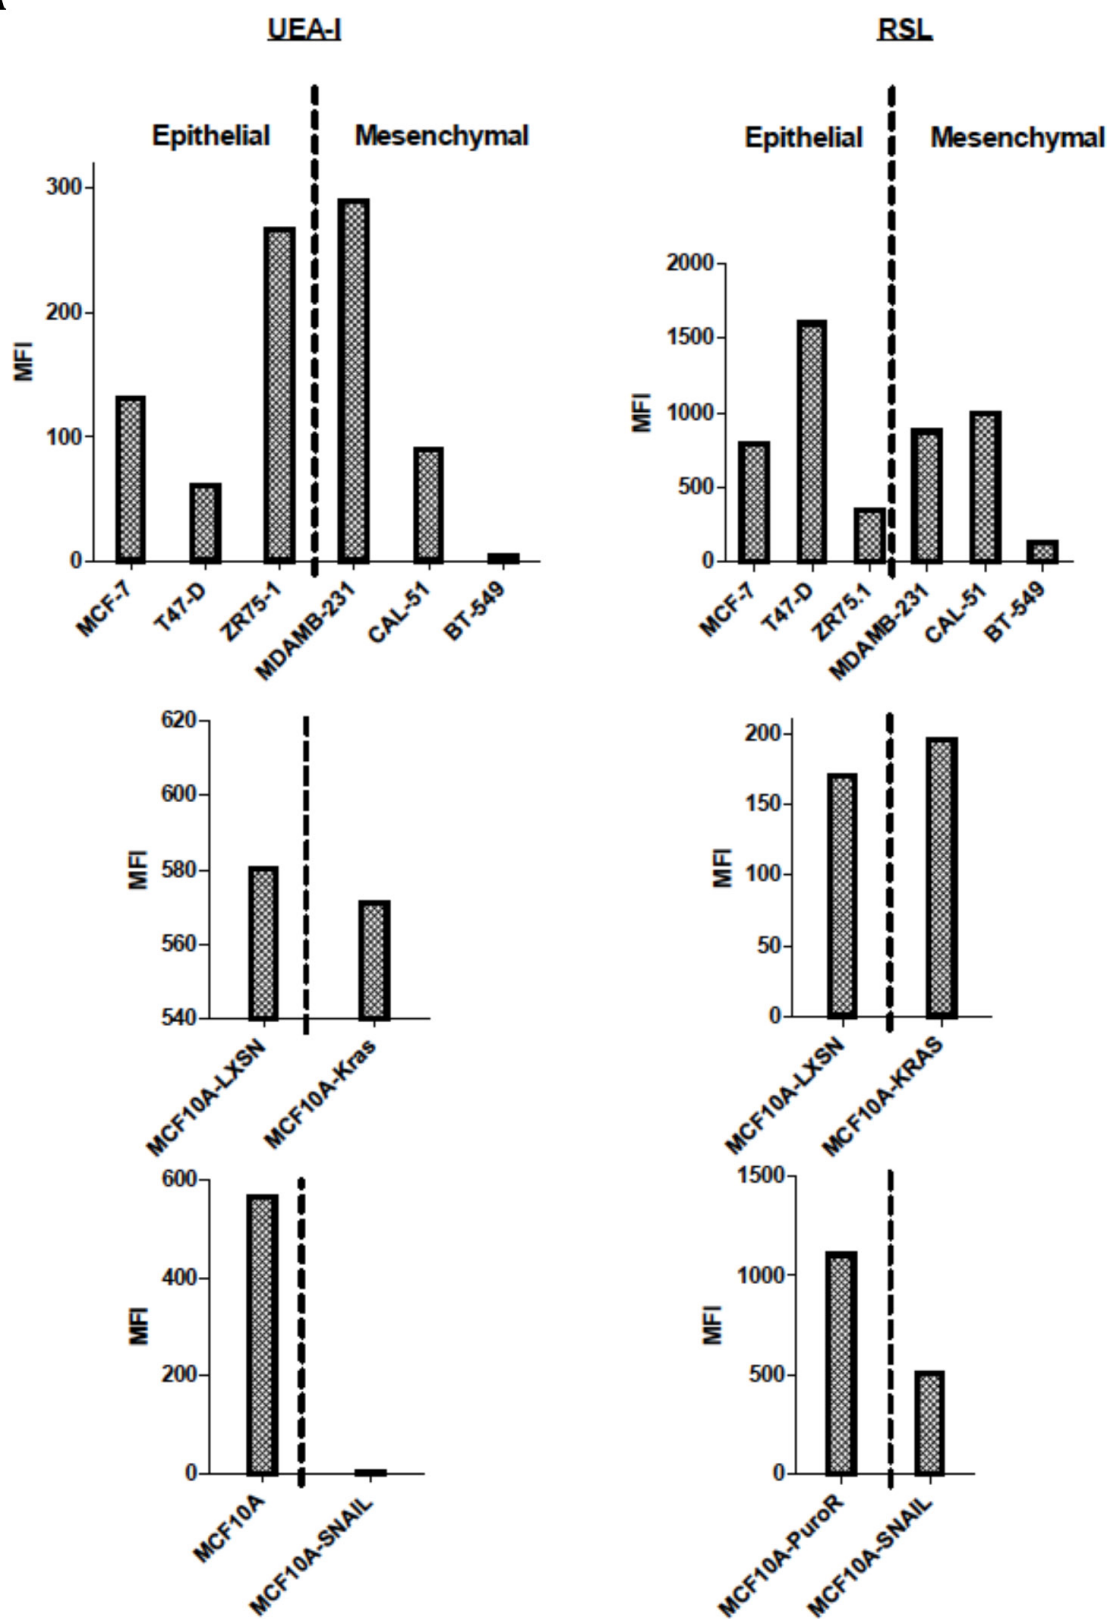 UEA-I
RSL
Epithelial
Mesenchymal
300
200
100
0
MFI
MCF-7
T47-D
ZR75-1
MDAMB-231
CAL-51
BT-549
Epithelial
Mesenchymal
2000
1500
1000
500
0
MFI
MCF-7
T47-D
ZR75.1
MDAMB-231
CAL-51
BT-549
620
600
580
560
540
MFI
MCF10A-LXSN
MCF10A-Kras
200
150
100
50
0
MFI
MCF10A-LXSN
MCF10A-KRAS
600
400
200
0
MFI
MCF10A
MCF10A-SNAIL
1500
1000
500
0
MFI
MCF10A-PuroR
MCF10A-SNAIL